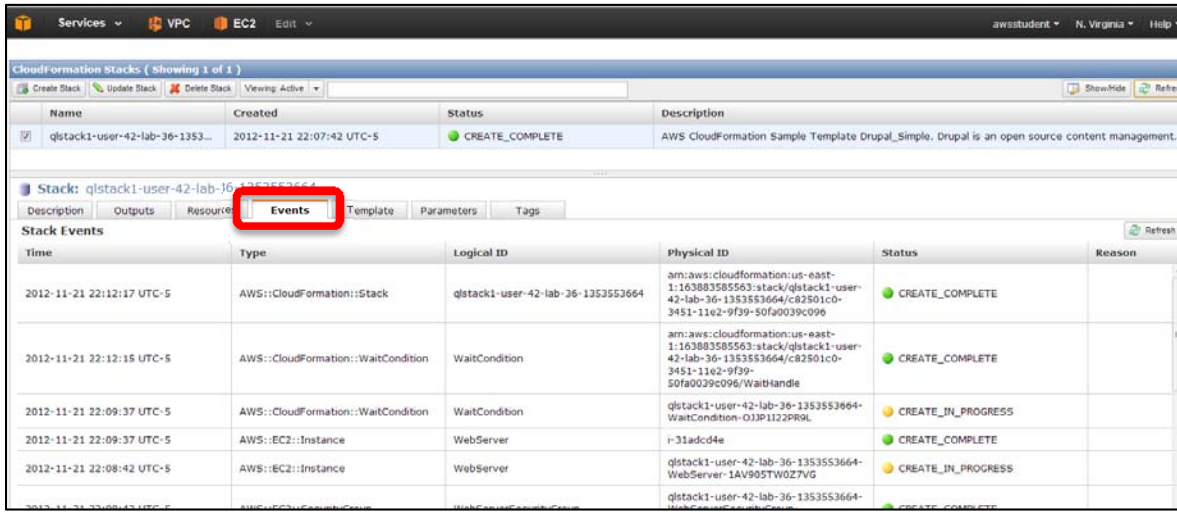 Services VPC EC2 Edit awsstudent N. Virginia Help
CloudFormation Stacks ( Showing 1 of 1 )
Create Stack Update Stack Delete Stack Viewing: Active Show/Hide Refre
Name Created Status Description
qlstack1-user-42-lab-36-1353... 2012-11-21 22:07:42 UTC-5 CREATE_COMPLETE AWS CloudFormation Sample Template Drupal_Simple. Drupal is an open source content management.
Stack: qlstack1-user-42-lab-36-1353553664
Description Outputs Resources Events Template Parameters Tags
Stack Events Refresh
Time Type Logical ID Physical ID Status Reason
arn:aws:cloudformation:us-east-
1:163883585563:stack/qlstack1-user-
2012-11-21 22:12:17 UTC-5 AWS::CloudFormation::Stack qlstack1-user-42-lab-36-1353553664 42-lab-36-1353553664/c82501c0- CREATE_COMPLETE
3451-11e2-9f39-50fa0039c096
arn:aws:cloudformation:us-east-
1:163883585563:stack/qlstack1-user-
2012-11-21 22:12:15 UTC-5 AWS::CloudFormation::WaitCondition WaitCondition 42-lab-36-1353553664/c82501c0- CREATE_COMPLETE
3451-11e2-9f39-
50fa0039c096/WaitHandle
2012-11-21 22:09:37 UTC-5 AWS::CloudFormation::WaitCondition WaitCondition qlstack1-user-42-lab-36-1353553664- CREATE_IN_PROGRESS
WaitCondition-OJJP1I22PR9L
2012-11-21 22:09:37 UTC-5 AWS::EC2::Instance WebServer i-31adcd4e CREATE_COMPLETE
2012-11-21 22:08:42 UTC-5 AWS::EC2::Instance WebServer qlstack1-user-42-lab-36-1353553664- CREATE_IN_PROGRESS
WebServer-1AV905TW0Z7VG
qlstack1-user-42-lab-36-1353553664-
AWS::EC2::SecurityGroup WebServerSecurityGroup CREATE_COMPLETE